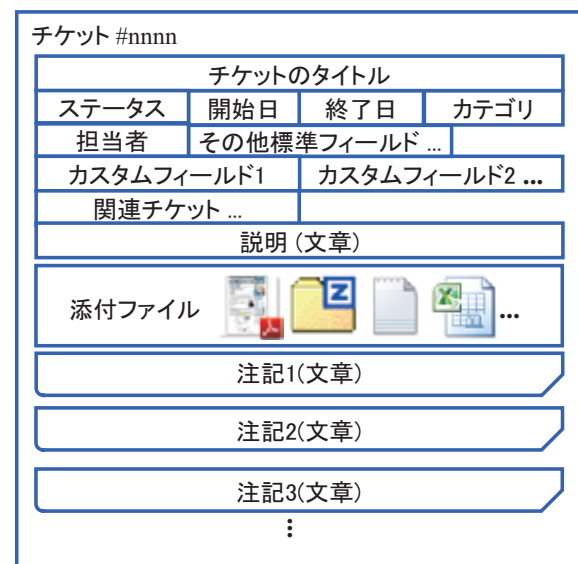 チケット #nnnn
チケットのタイトル
ステータス 開始日 終了日 カテゴリ
担当者 その他標準フィールド ...
カスタムフィールド1 カスタムフィールド2 ...
関連チケット ...
説明 (文章)
添付ファイル ...
注記1(文章)
注記2(文章)
注記3(文章)
⋮